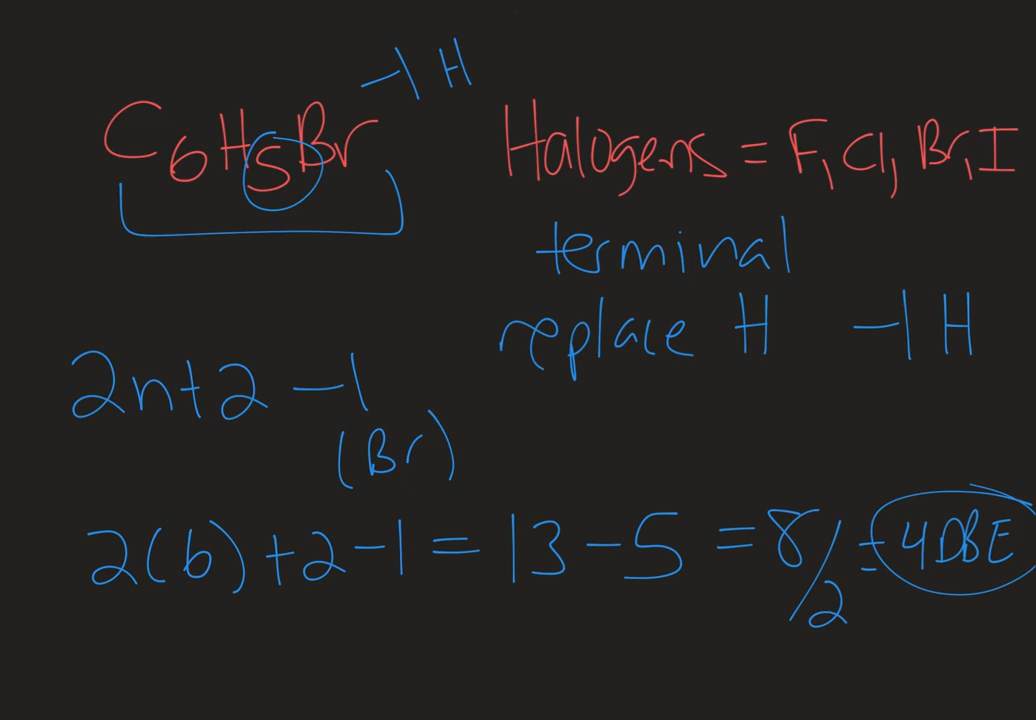 -1 H
C6H5Br
Halogens = F, Cl, Br, I
terminal
replace H -1 H
2n+2 -1
(Br)
2(6)+2-1 = 13-5 = 8/2 = 4DBE